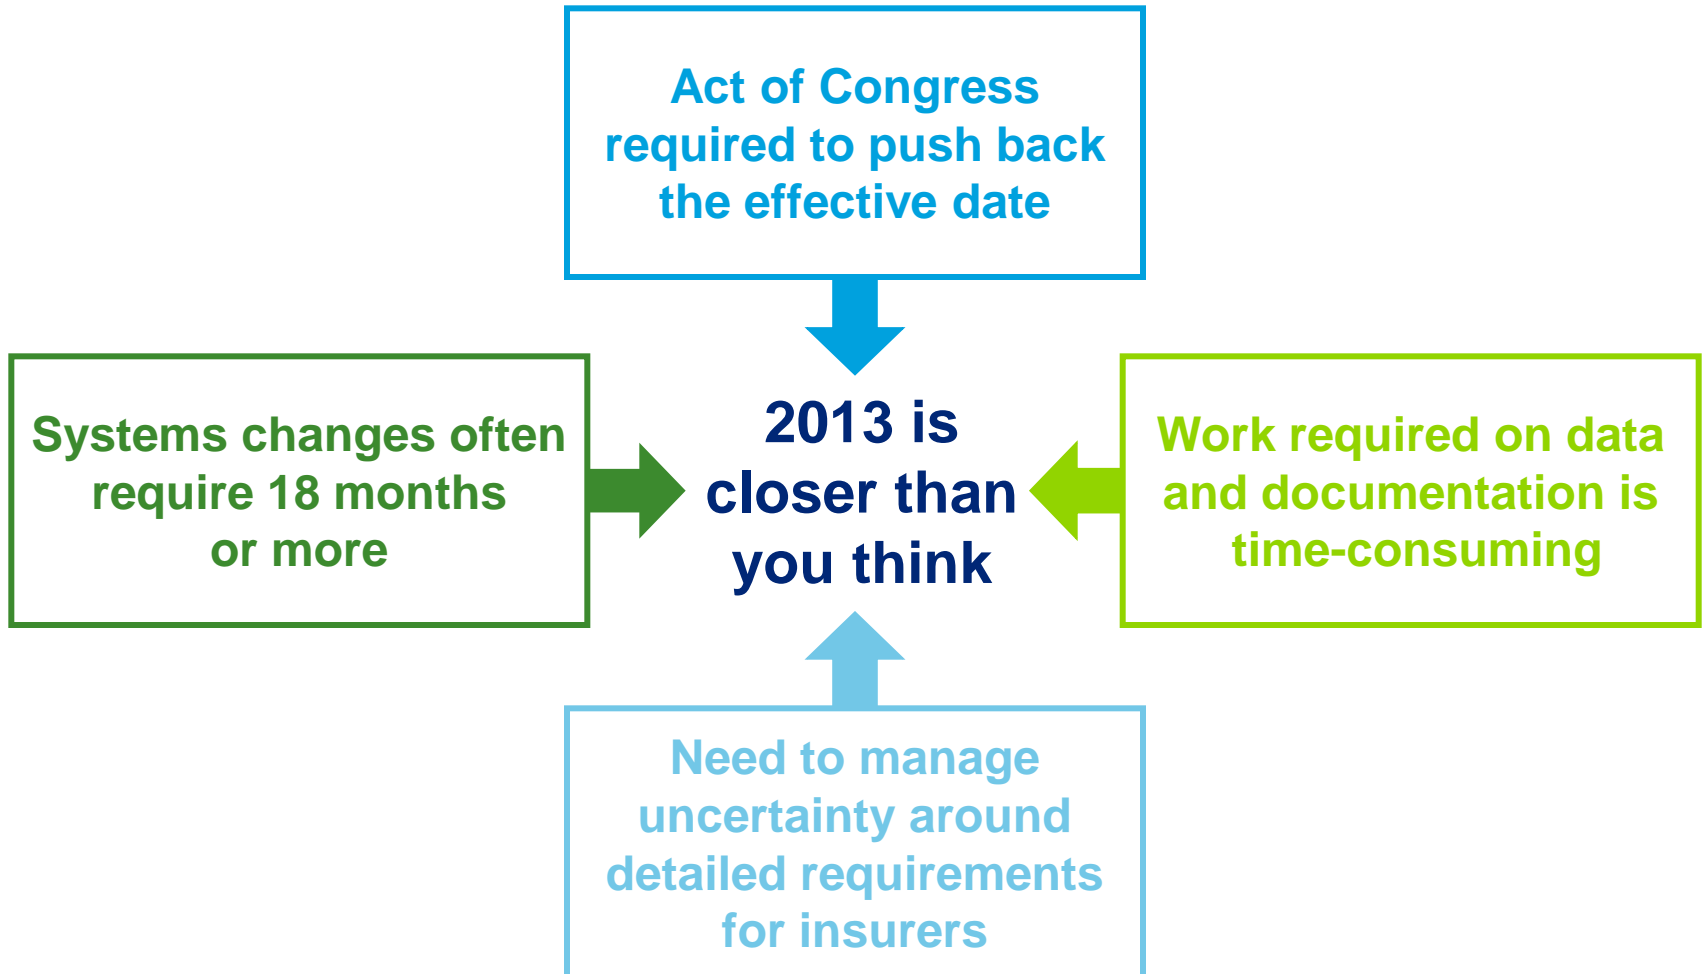 Act of Congress
required to push back
the effective date
Systems changes often
require 18 months
or more
2013 is
closer than
you think
Work required on data
and documentation is
time-consuming
Need to manage
uncertainty around
detailed requirements
for insurers